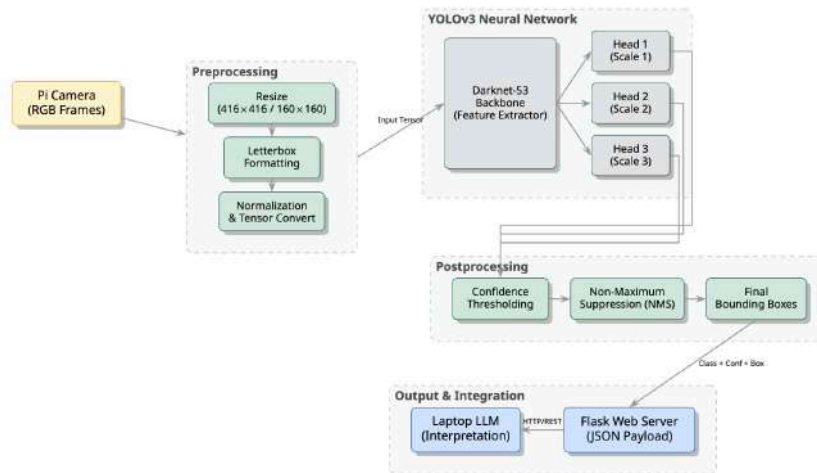 YOLOv3 Neural Network
Preprocessing
Pi Camera
(RGB Frames)
Resize
(416×416 / 160×160)
Letterbox
Formatting
Normalization
& Tensor Convert
Input Tensor
Darknet-53
Backbone
(Feature Extractor)
Head 1
(Scale 1)
Head 2
(Scale 2)
Head 3
(Scale 3)
Postprocessing
Confidence
Thresholding
Non-Maximum
Suppression (NMS)
Final
Bounding Boxes
Class + Conf + Box
Output & Integration
Laptop LLM
(Interpretation)
HTTP/REST
Flask Web Server
(JSON Payload)